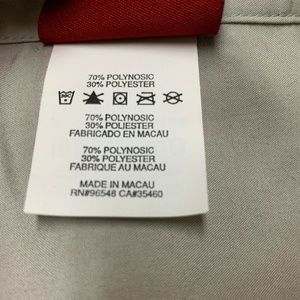 70% POLYNOSIC
30% POLYESTER
70% POLYNOSIC
30% POLIESTER
FABRICADO EN MACAU
70% POLYNOSIC
30% POLYESTER
FABRIQUE AU MACAU
MADE IN MACAU
RN#96548 CA#35460